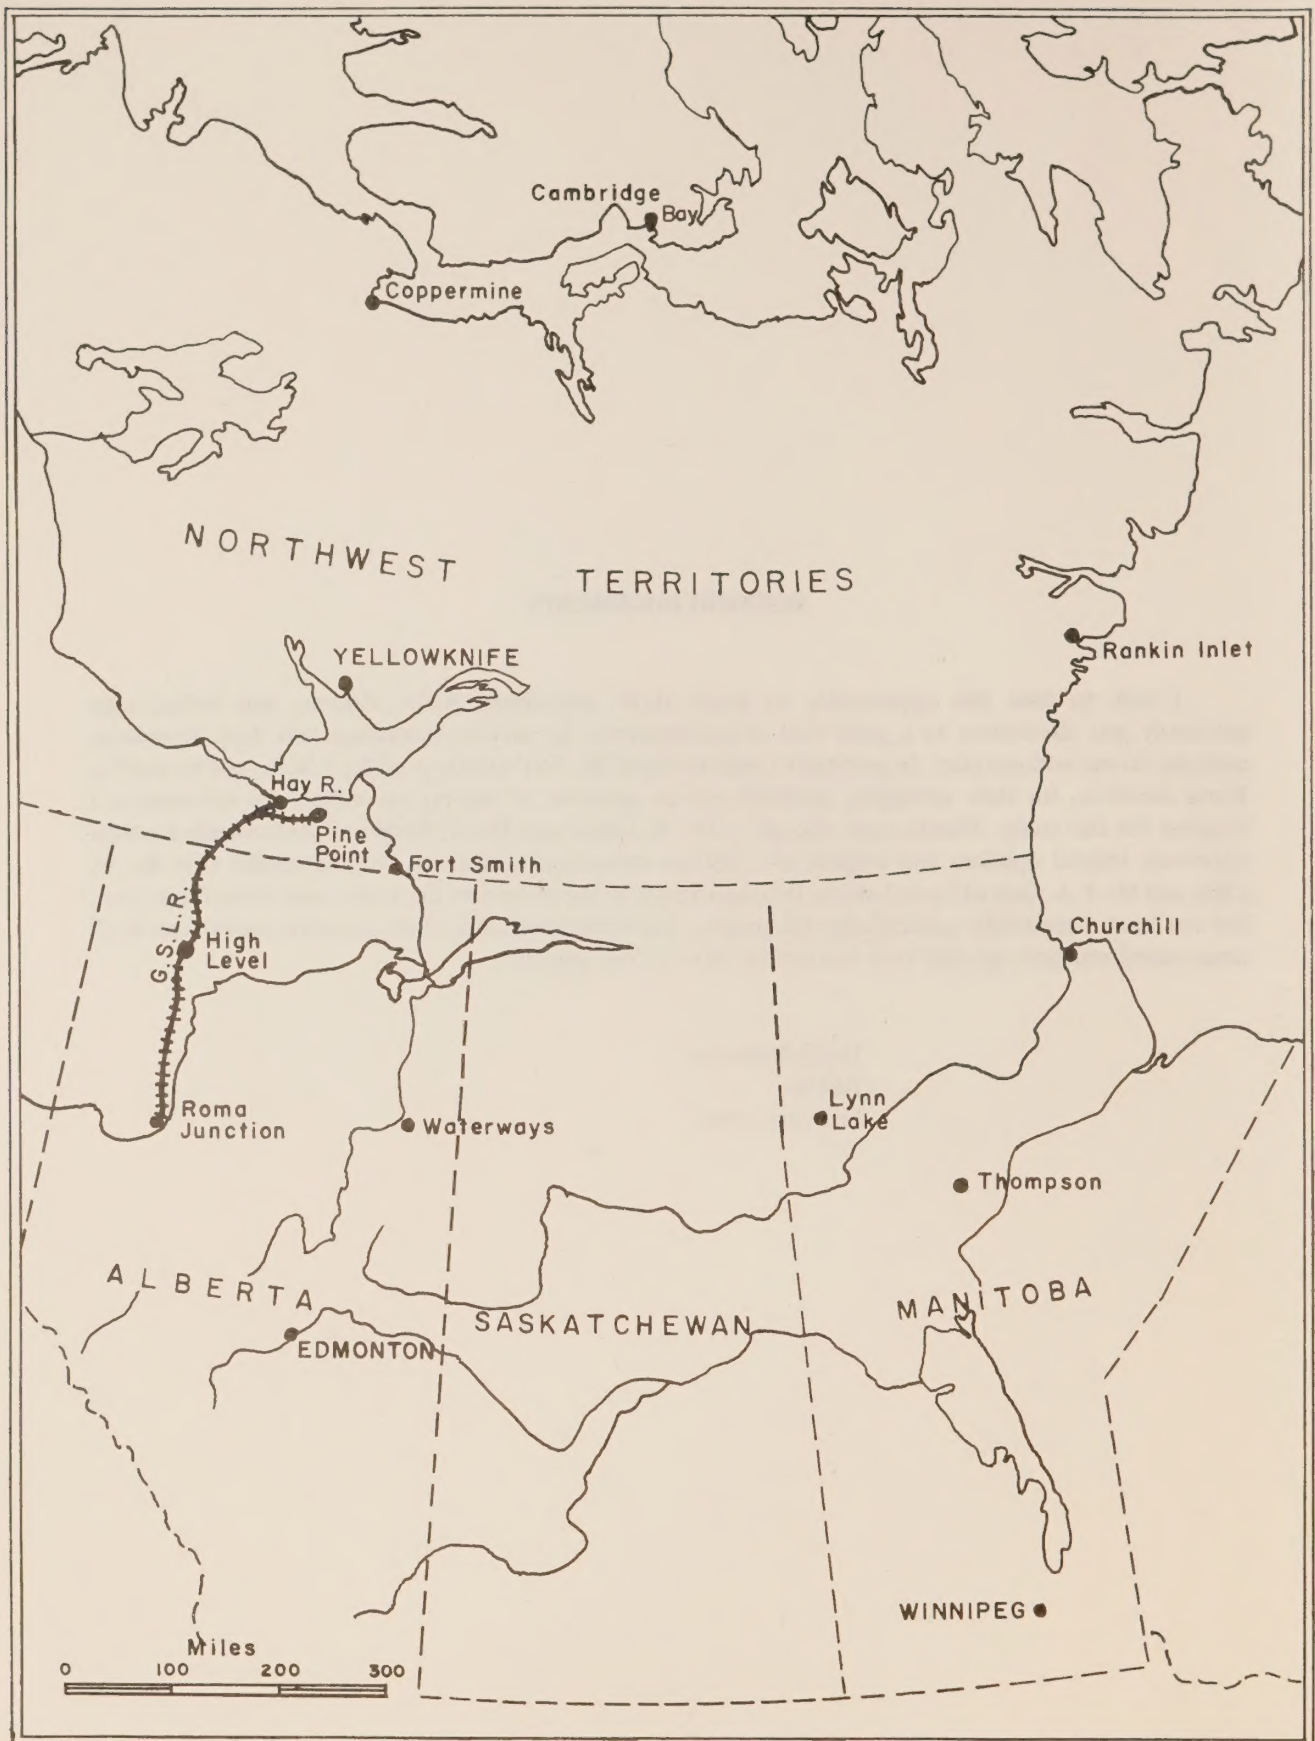 Cambridge
Bay
Coppermine
NORTHWEST
TERRITORIES
YELLOWKNIFE
Rankin Inlet
Hay R.
Pine
Point
Fort Smith
G.S.L.R.
High
Level
Churchill
Roma
Junction
Waterways
Lynn
Lake
Thompson
ALBERTA
SASKATCHEWAN
MANITOBA
EDMONTON
WINNIPEG
Miles
0 100 200 300